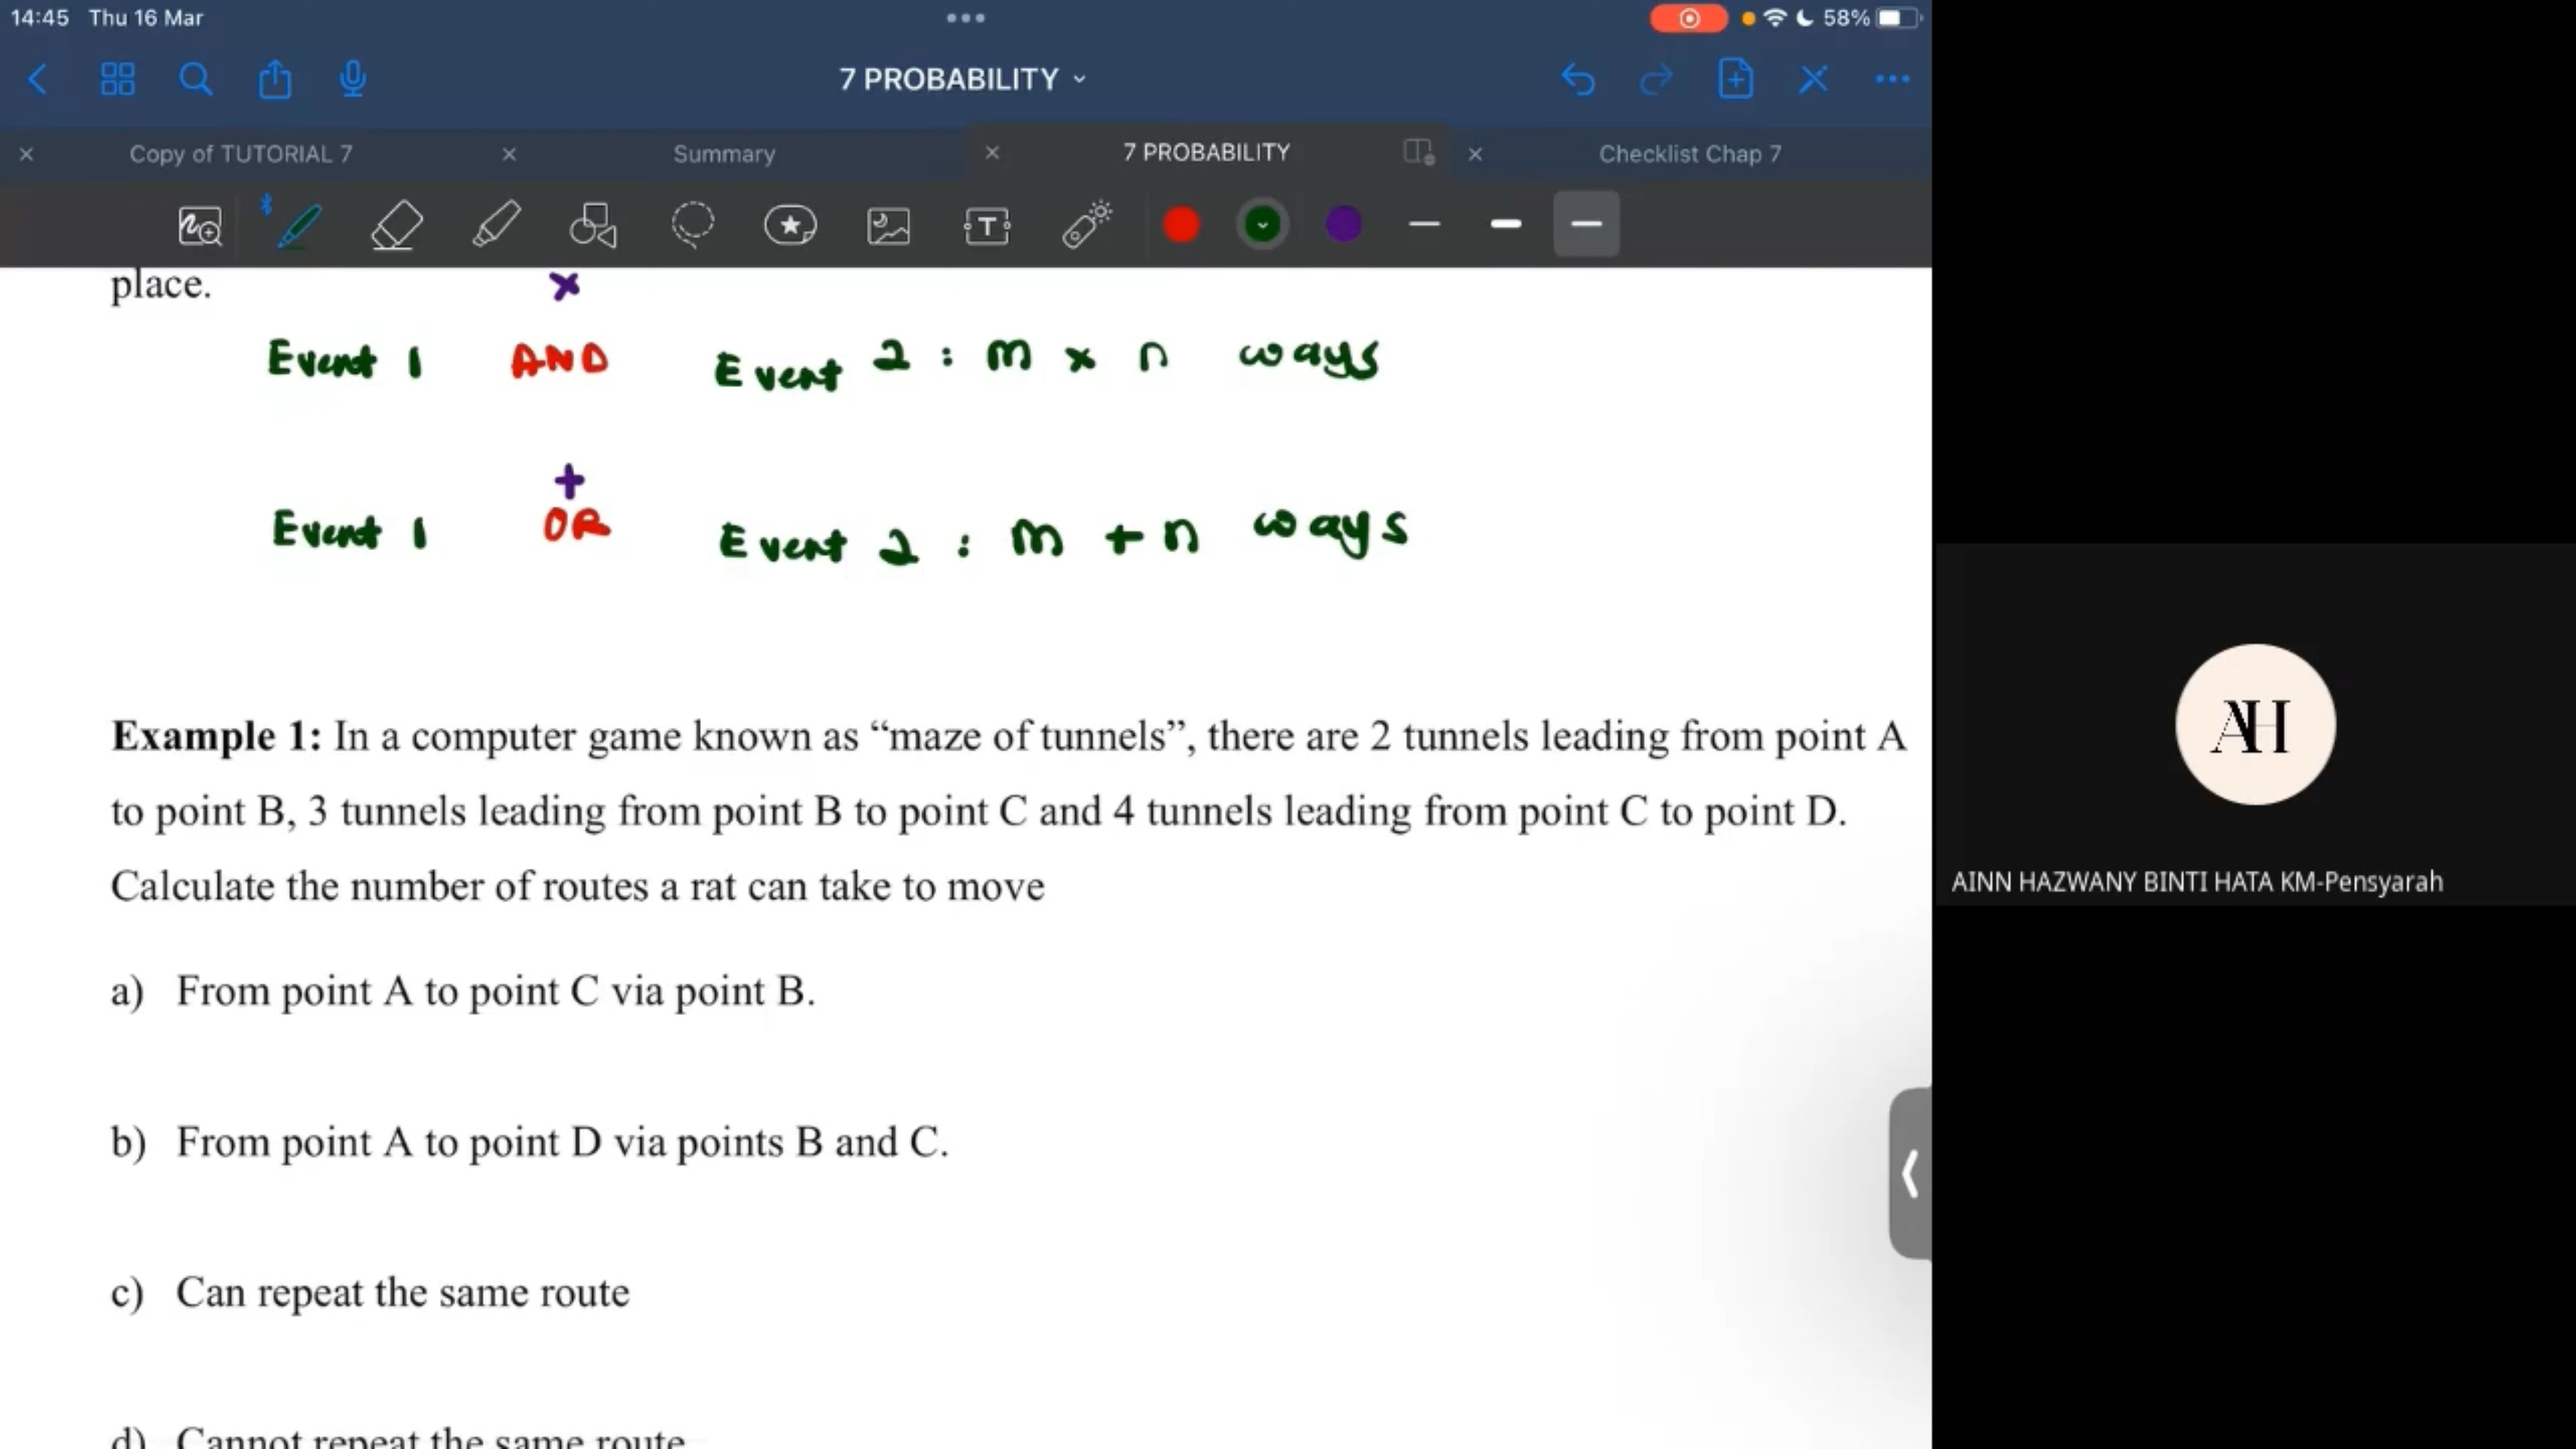 14:45 Thu 16 Mar
58%
7 PROBABILITY
Copy of TUTORIAL 7
Summary
7 PROBABILITY
Checklist Chap 7
place.
×
Event 1 AND Event 2 : m × n ways
+
Event 1 OR Event 2 : m + n ways
Example 1: In a computer game known as “maze of tunnels”, there are 2 tunnels leading from point A
to point B, 3 tunnels leading from point B to point C and 4 tunnels leading from point C to point D.
Calculate the number of routes a rat can take to move
a) From point A to point C via point B.
b) From point A to point D via points B and C.
c) Can repeat the same route
d) Cannot repeat the same route
AH
AINN HAZWANY BINTI HATA KM-Pensyarah